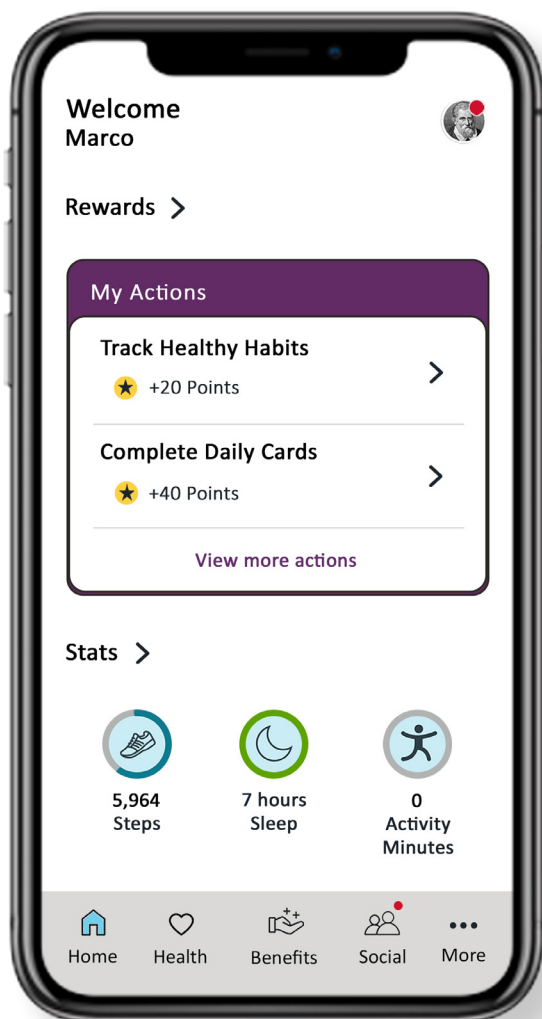 Welcome
Marco
Rewards
My Actions
Track Healthy Habits
+20 Points
Complete Daily Cards
+40 Points
View more actions
Stats
5,964
Steps
7 hours
Sleep
0
Activity
Minutes
Home
Health
Benefits
Social
More